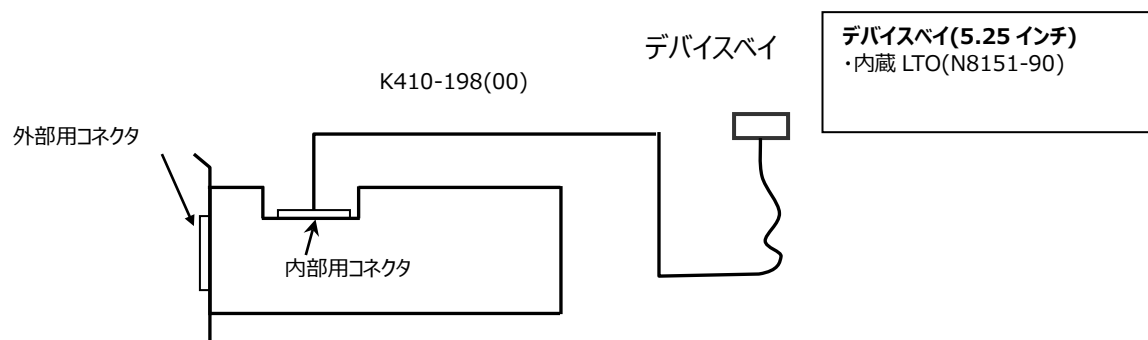 デバイスベイ
デバイスベイ(5.25 インチ)
・内蔵 LTO(N8151-90)
K410-198(00)
外部用コネクタ
内部用コネクタ